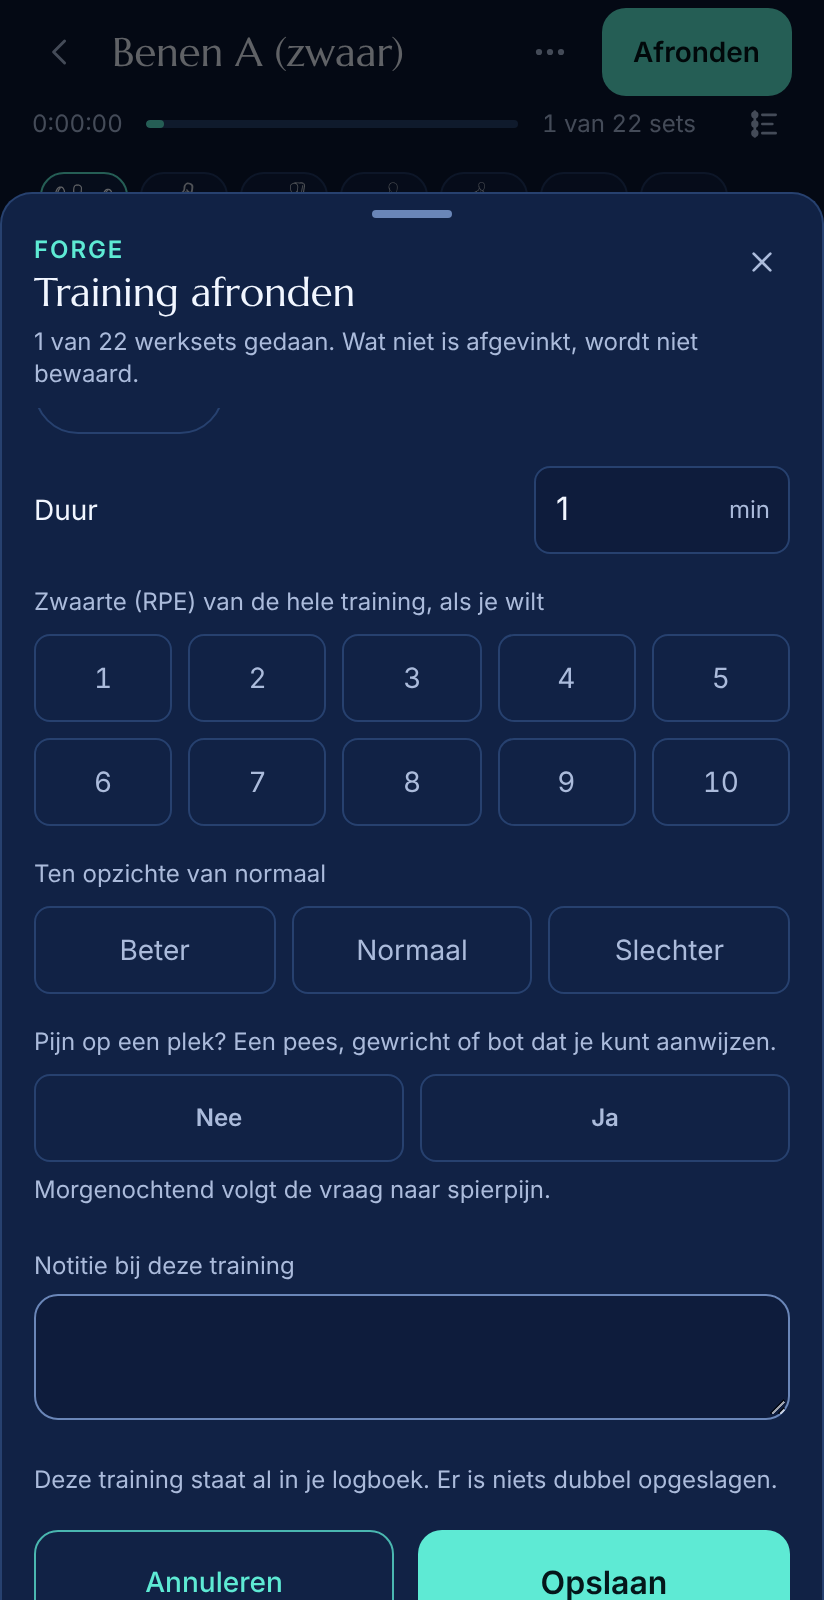 Benen A (zwaar)
Afronden
0:00:00
1 van 22 sets
FORGE
Training afronden
1 van 22 werksets gedaan. Wat niet is afgevinkt, wordt niet
bewaard.
Duur
1 min
Zwaarte (RPE) van de hele training, als je wilt
1 2 3 4 5
6 7 8 9 10
Ten opzichte van normaal
Beter Normaal Slechter
Pijn op een plek? Een pees, gewricht of bot dat je kunt aanwijzen.
Nee Ja
Morgenochtend volgt de vraag naar spierpijn.
Notitie bij deze training
Deze training staat al in je logboek. Er is niets dubbel opgeslagen.
Annuleren Opslaan